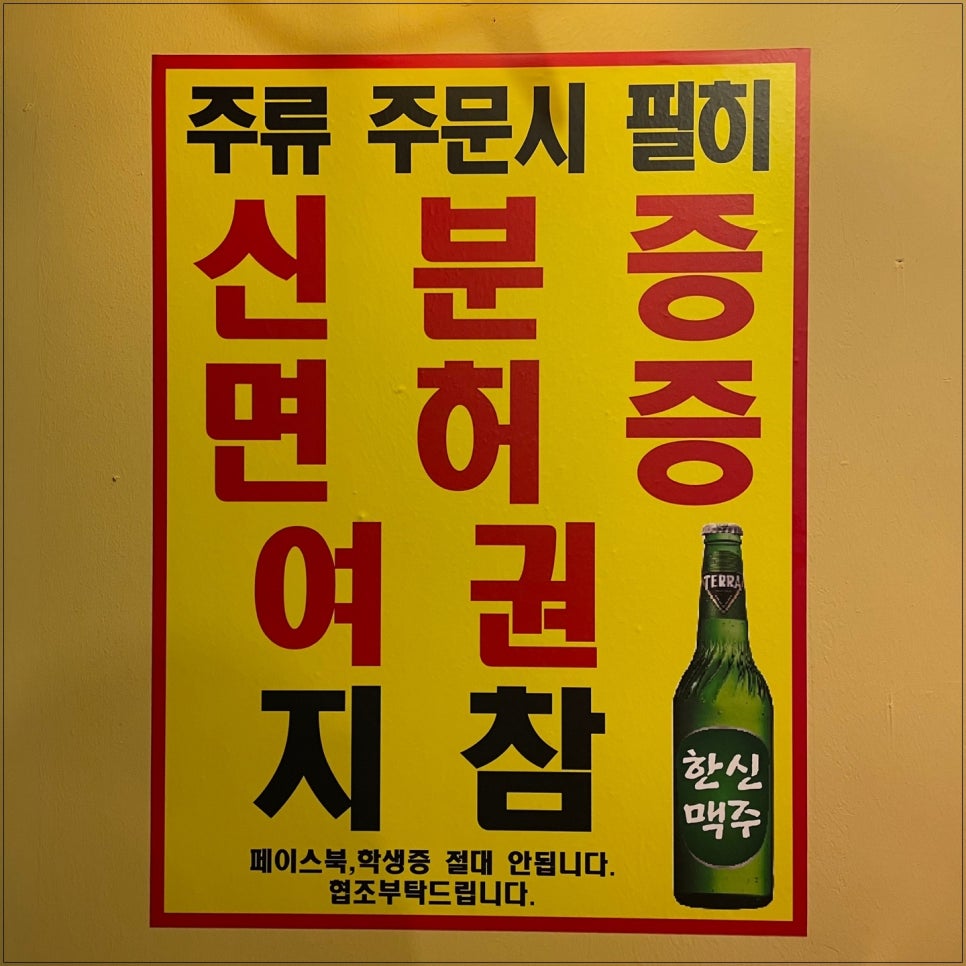 주류 주문시 필히
신분증
면허증
여권
지참
TERRA
한신
맥주
페이스북,학생증 절대 안됩니다.
협조부탁드립니다.